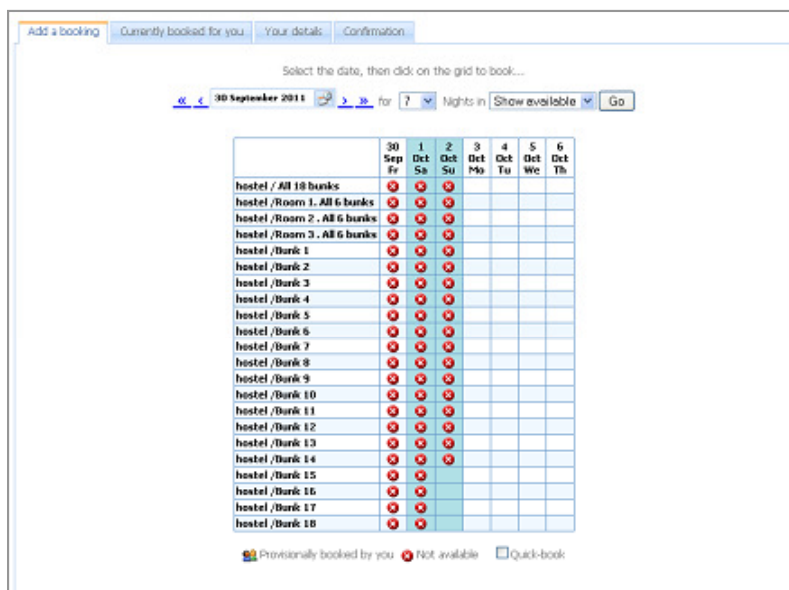 Add a booking Currently booked for you Your details Confirmation
Select the date, then click on the grid to book...
« ‹ 30 September 2011 › » for 7 Nights in Show available Go
30 Sep Fr 1 Oct Sa 2 Oct Su 3 Oct Mo 4 Oct Tu 5 Oct We 6 Oct Th
hostel / All 18 bunks
hostel /Room 1. All 6 bunks
hostel /Room 2 . All 6 bunks
hostel /Room 3 . All 6 bunks
hostel /Bunk 1
hostel /Bunk 2
hostel /Bunk 3
hostel /Bunk 4
hostel /Bunk 5
hostel /Bunk 6
hostel /Bunk 7
hostel /Bunk 8
hostel /Bunk 9
hostel /Bunk 10
hostel /Bunk 11
hostel /Bunk 12
hostel /Bunk 13
hostel /Bunk 14
hostel /Bunk 15
hostel /Bunk 16
hostel /Bunk 17
hostel /Bunk 18
Provisionally booked by you Not available Quick-book